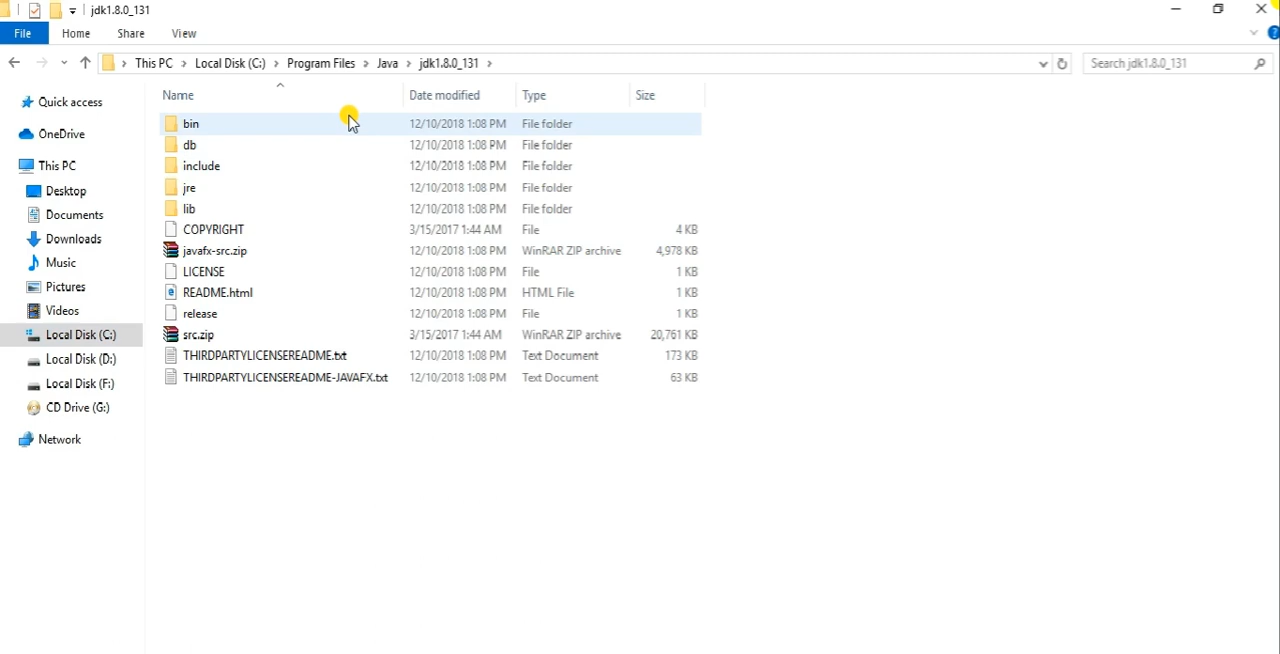 jdk1.8.0_131
File Home Share View
This PC Local Disk (C:) Program Files Java jdk1.8.0_131 Search jdk1.8.0_131
Name Date modified Type Size
Quick access
OneDrive
This PC
Desktop
Documents
Downloads
Music
Pictures
Videos
Local Disk (C:)
Local Disk (D:)
Local Disk (F:)
CD Drive (G:)
Network
bin 12/10/2018 1:08 PM File folder
db 12/10/2018 1:08 PM File folder
include 12/10/2018 1:08 PM File folder
jre 12/10/2018 1:08 PM File folder
lib 12/10/2018 1:08 PM File folder
COPYRIGHT 3/15/2017 1:44 AM File 4 KB
javafx-src.zip 12/10/2018 1:08 PM WinRAR ZIP archive 4,978 KB
LICENSE 12/10/2018 1:08 PM File 1 KB
README.html 12/10/2018 1:08 PM HTML File 1 KB
release 12/10/2018 1:08 PM File 1 KB
src.zip 3/15/2017 1:44 AM WinRAR ZIP archive 20,761 KB
THIRDPARTYLICENSEREADME.txt 12/10/2018 1:08 PM Text Document 173 KB
THIRDPARTYLICENSEREADME-JAVAFX.txt 12/10/2018 1:08 PM Text Document 63 KB